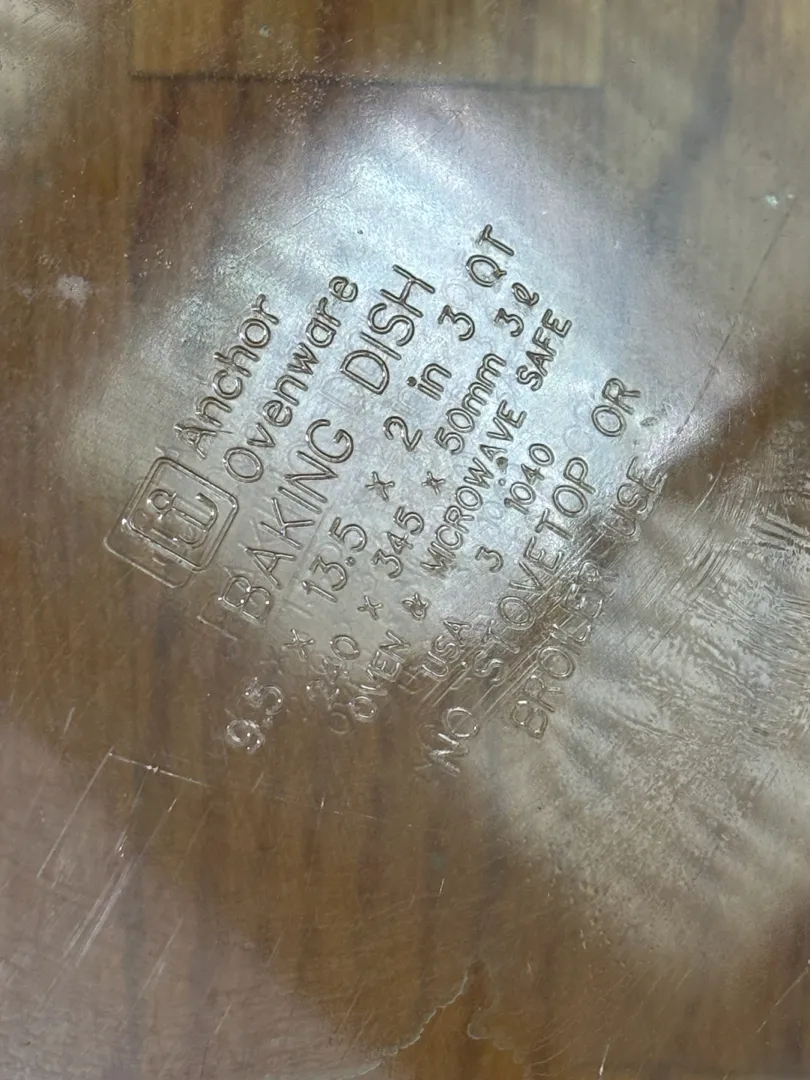 Anchor
Ovenware
BAKING DISH
9.5 x 13.5 x 2 in 3 QT
240 x 345 x 50mm 3ℓ
OVEN & MICROWAVE SAFE
USA 3 1040
NO STOVETOP OR
BROILER USE